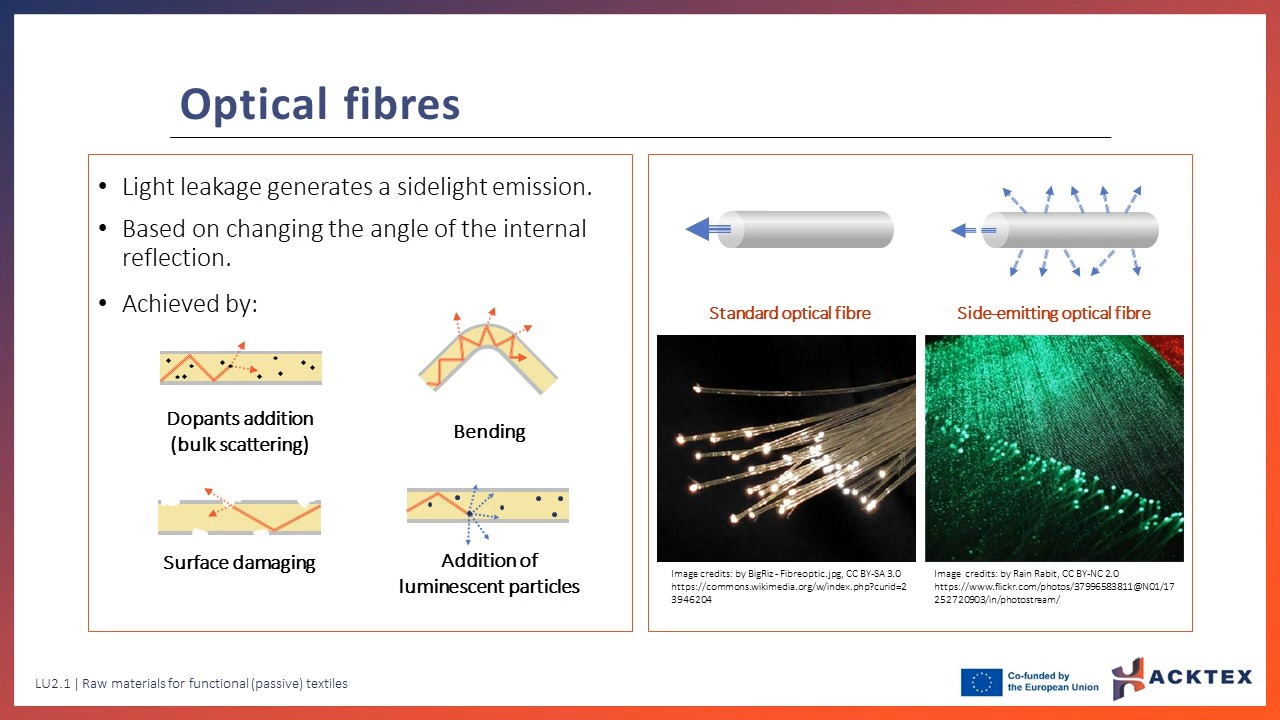 Optical fibres
• Light leakage generates a sidelight emission.
• Based on changing the angle of the internal
reflection.
• Achieved by:
Dopants addition
(bulk scattering)
Bending
Surface damaging
Addition of
luminescent particles
Standard optical fibre
Side-emitting optical fibre
Image credits: by BigRiz - Fibreoptic.jpg, CC BY-SA 3.0
https://commons.wikimedia.org/w/index.php?curid=2
3946204
Image credits: by Rain Rabit, CC BY-NC 2.0
https://www.flickr.com/photos/37996583811@N01/17
252720903/in/photostream/
LU2.1 | Raw materials for functional (passive) textiles
Co-funded by
the European Union
HACKTEX